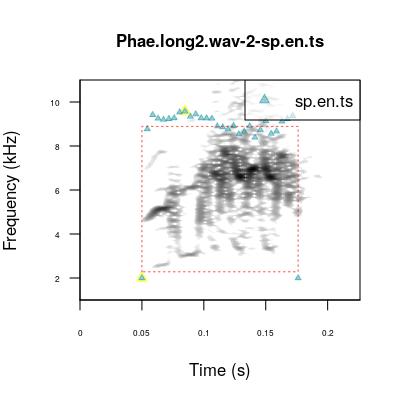 Phae.long2.wav-2-sp.en.ts
sp.en.ts
Frequency (kHz)
10
8
6
4
2
0
0.05
0.1
0.15
0.2
Time (s)